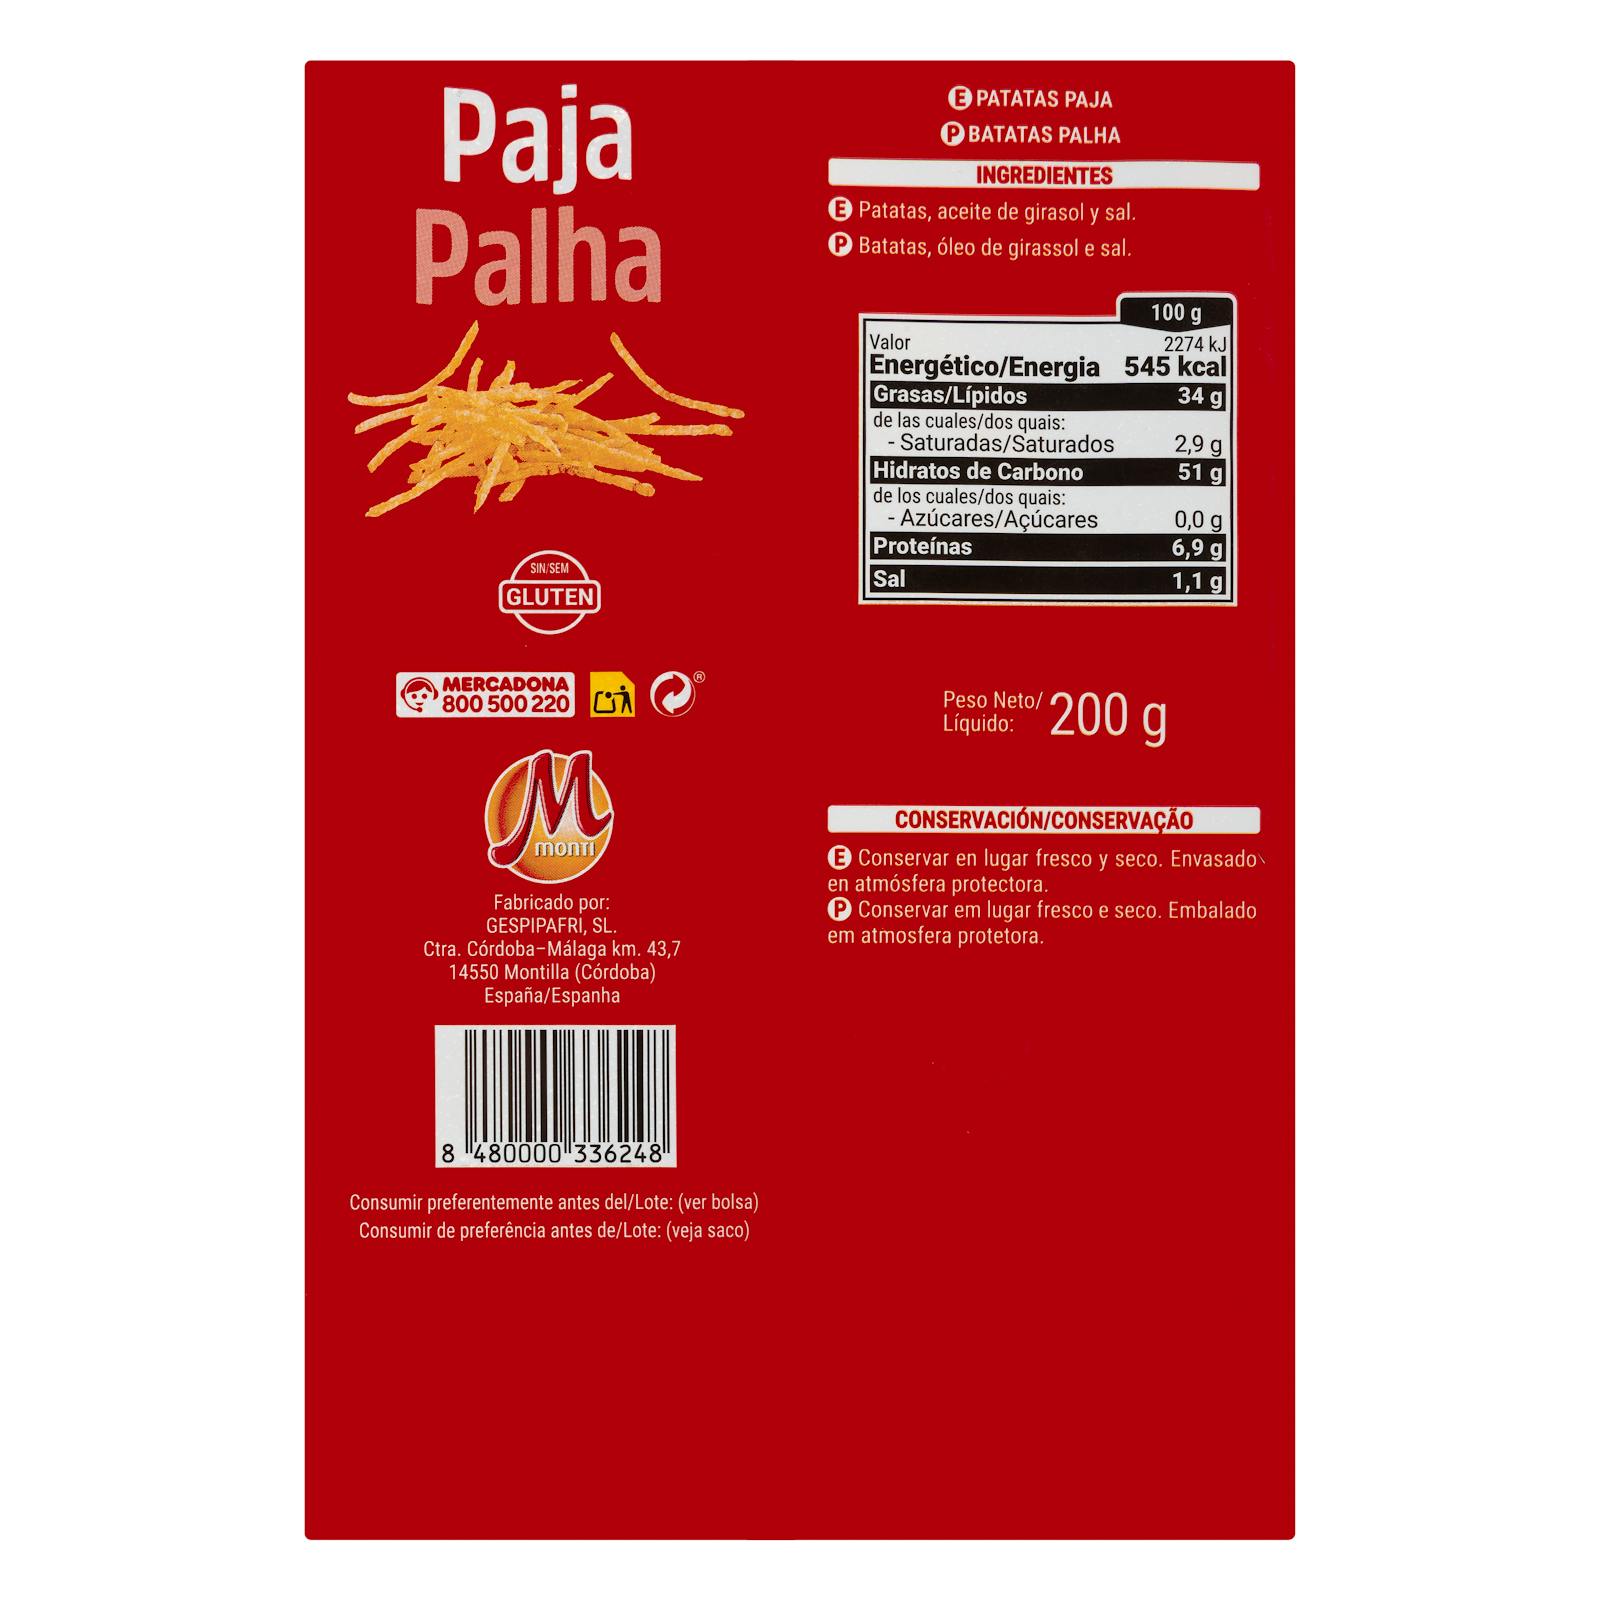 Paja
Palha
SIN/SEM
GLUTEN
MERCADONA
800 500 220
®
M
MONTI
Fabricado por:
GESPIPAFRI, SL.
Ctra. Córdoba-Málaga km. 43,7
14550 Montilla (Córdoba)
España/Espanha
8 480000 336248
Consumir preferentemente antes del/Lote: (ver bolsa)
Consumir de preferência antes de/Lote: (veja saco)
E PATATAS PAJA
P BATATAS PALHA
INGREDIENTES
E Patatas, aceite de girasol y sal.
P Batatas, óleo de girassol e sal.
100 g
Valor 2274 kJ
Energético/Energia 545 kcal
Grasas/Lípidos 34 g
de las cuales/dos quais:
- Saturadas/Saturados 2,9 g
Hidratos de Carbono 51 g
de los cuales/dos quais:
- Azúcares/Açúcares 0,0 g
Proteínas 6,9 g
Sal 1,1 g
Peso Neto/
Líquido: 200 g
CONSERVACIÓN/CONSERVAÇÃO
E Conservar en lugar fresco y seco. Envasado
en atmósfera protectora.
P Conservar em lugar fresco e seco. Embalado
em atmosfera protetora.